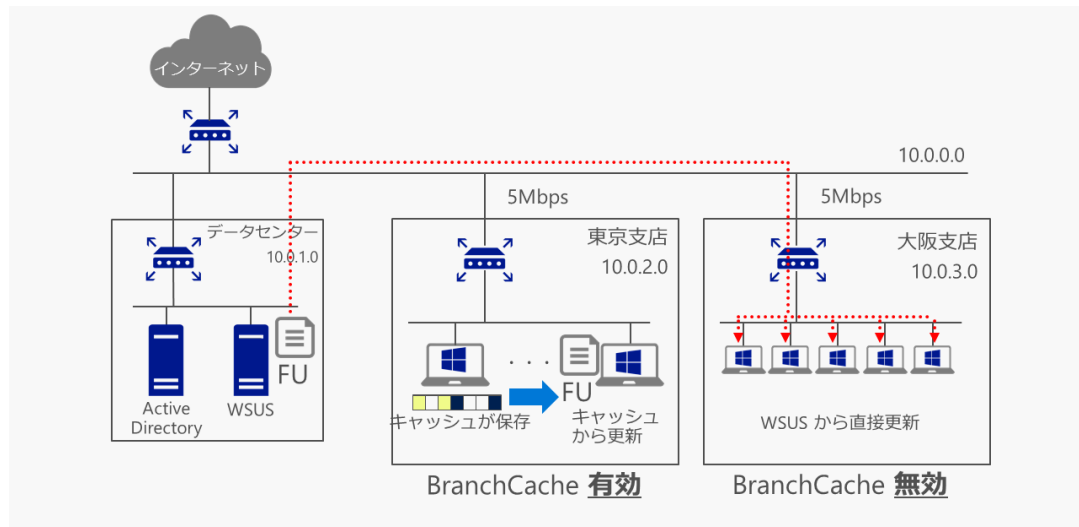 インターネット
10.0.0.0
5Mbps
5Mbps
データセンター
10.0.1.0
東京支店
10.0.2.0
大阪支店
10.0.3.0
FU
Active
Directory
WSUS
. . .
FU
キャッシュが保存
キャッシュ
から更新
WSUS から直接更新
BranchCache 有効
BranchCache 無効